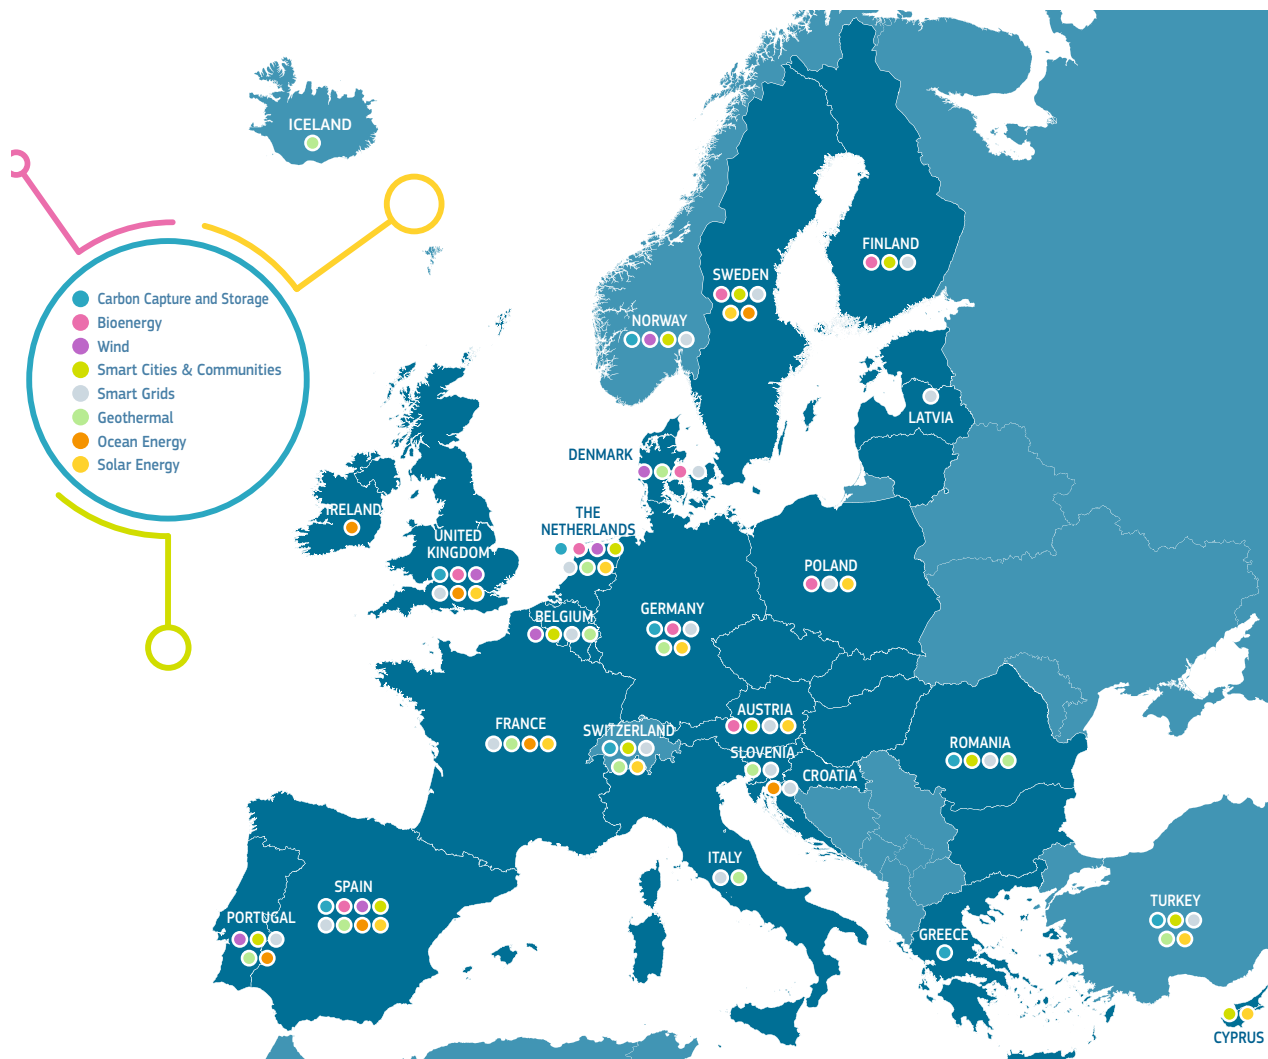 ICELAND
Carbon Capture and Storage
Bioenergy
Wind
Smart Cities & Communities
Smart Grids
Geothermal
Ocean Energy
Solar Energy
FINLAND
SWEDEN
NORWAY
LATVIA
DENMARK
IRELAND
THE
NETHERLANDS
UNITED
KINGDOM
POLAND
GERMANY
BELGIUM
AUSTRIA
FRANCE
SWITZERLAND
ROMANIA
SLOVENIA
CROATIA
ITALY
SPAIN
PORTUGAL
TURKEY
GREECE
CYPRUS